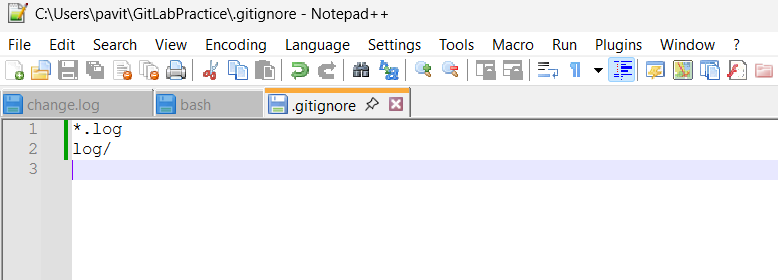 C:\Users\pavit\GitLabPractice\.gitignore - Notepad++
File Edit Search View Encoding Language Settings Tools Macro Run Plugins Window ?
change.log bash .gitignore
1 *.log
2 log/
3